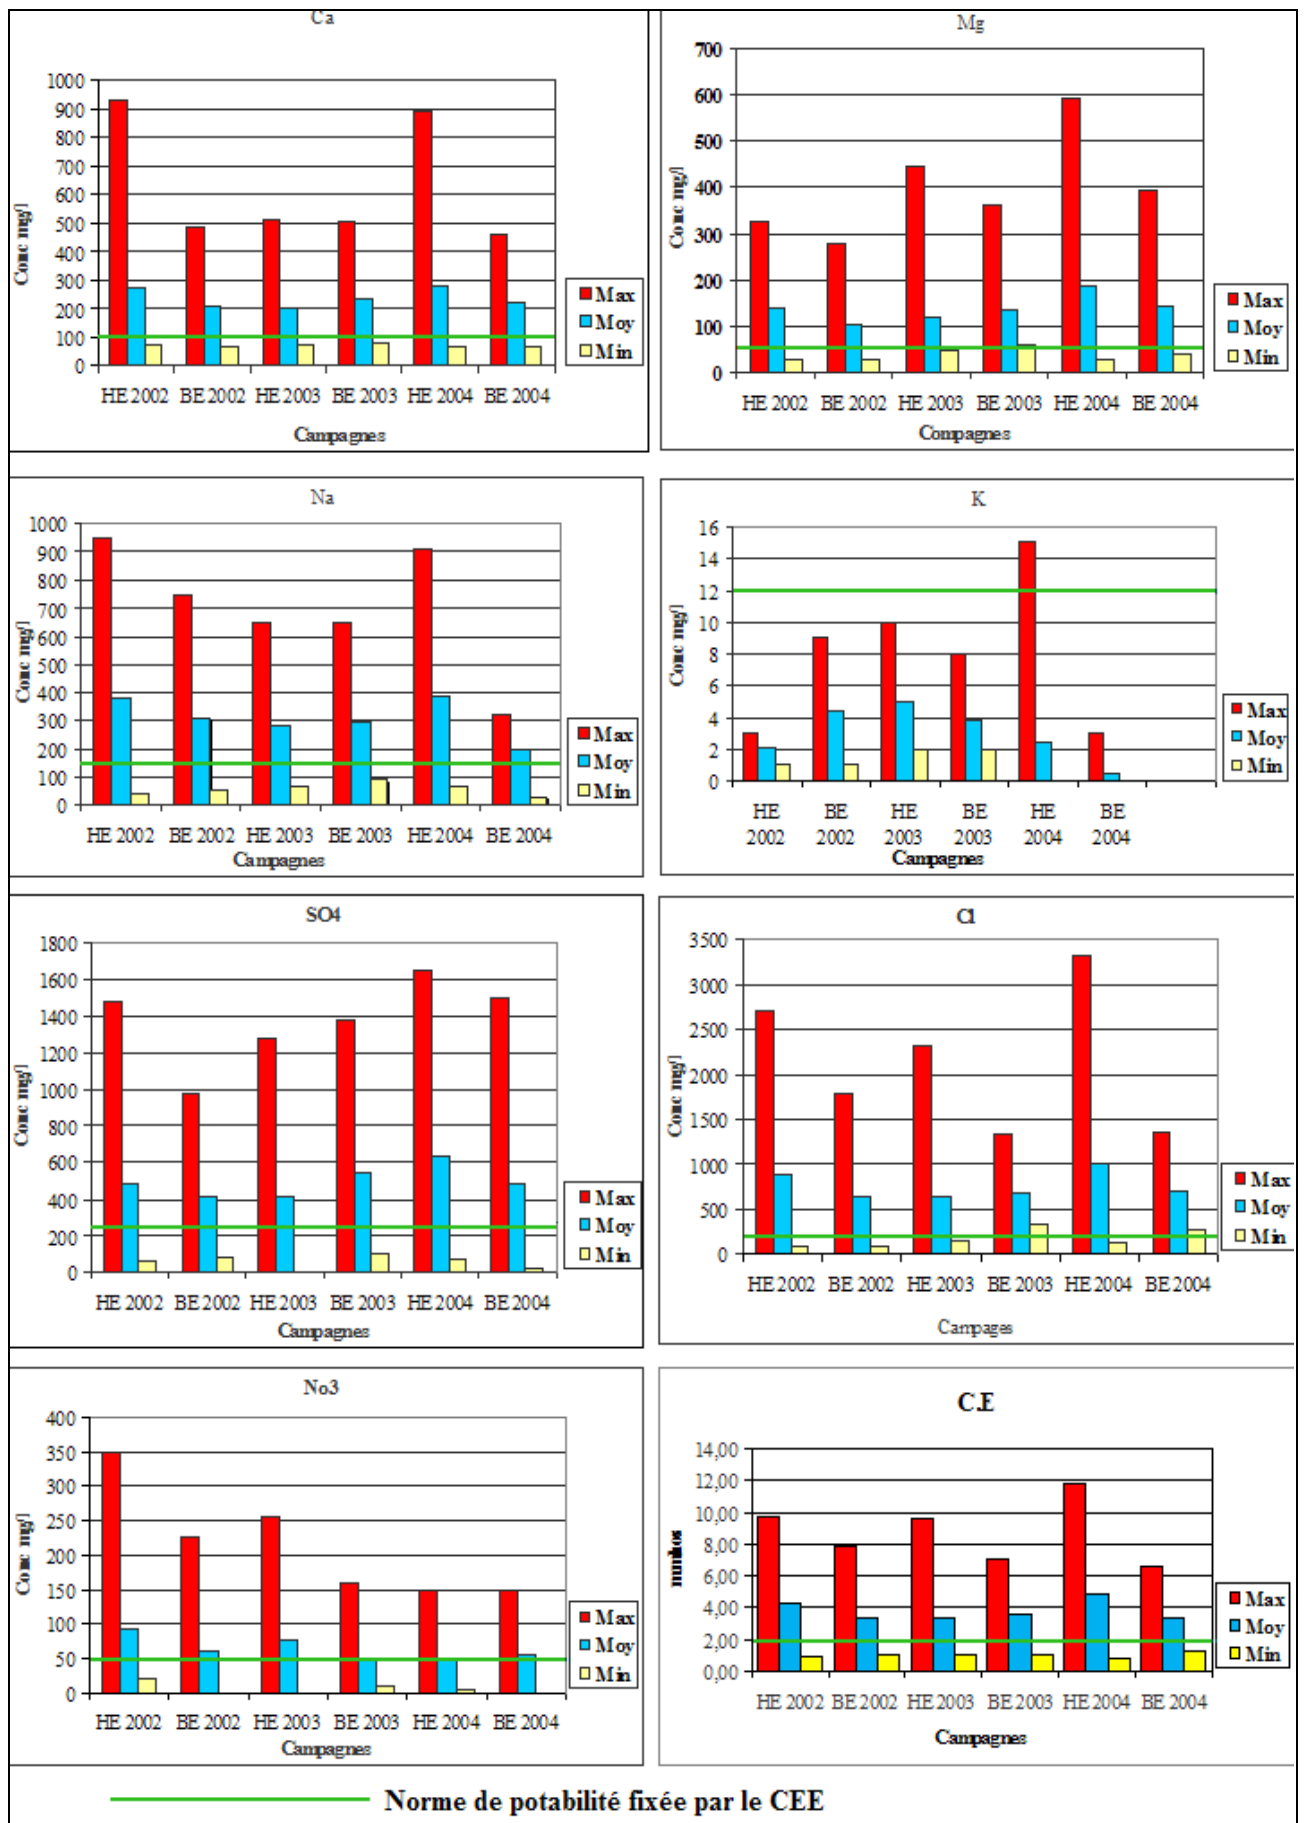 Ca
1000
900
800
700
600
500
400
300
200
100
0
Conc mg/l
HE 2002 BE 2002 HE 2003 BE 2003 HE 2004 BE 2004
Campagnes
Max
Moy
Min
Mg
700
600
500
400
300
200
100
0
Conc mg/l
HE 2002 BE 2002 HE 2003 BE 2003 HE 2004 BE 2004
Compagnes
Max
Moy
Min
Na
1000
900
800
700
600
500
400
300
200
100
0
Conc mg/l
HE 2002 BE 2002 HE 2003 BE 2003 HE 2004 BE 2004
Campagnes
Max
Moy
Min
K
16
14
12
10
8
6
4
2
0
Conc mg/l
HE BE HE BE HE BE
2002 2002 2003 2003 2004 2004
Campagnes
Max
Moy
Min
SO4
1800
1600
1400
1200
1000
800
600
400
200
0
Conc mg/l
HE 2002 BE 2002 HE 2003 BE 2003 HE 2004 BE 2004
Campagnes
Max
Moy
Min
Cl
3500
3000
2500
2000
1500
1000
500
0
Conc mg/l
HE 2002 BE 2002 HE 2003 BE 2003 HE 2004 BE 2004
Campages
Max
Moy
Min
No3
400
350
300
250
200
150
100
50
0
Conc mg/l
HE 2002 BE 2002 HE 2003 BE 2003 HE 2004 BE 2004
Campagnes
Max
Moy
Min
C.E
14,00
12,00
10,00
8,00
6,00
4,00
2,00
0,00
mmhos
HE 2002 BE 2002 HE 2003 BE 2003 HE 2004 BE 2004
Campagnes
Max
Moy
Min
Norme de potabilité fixée par le CEE